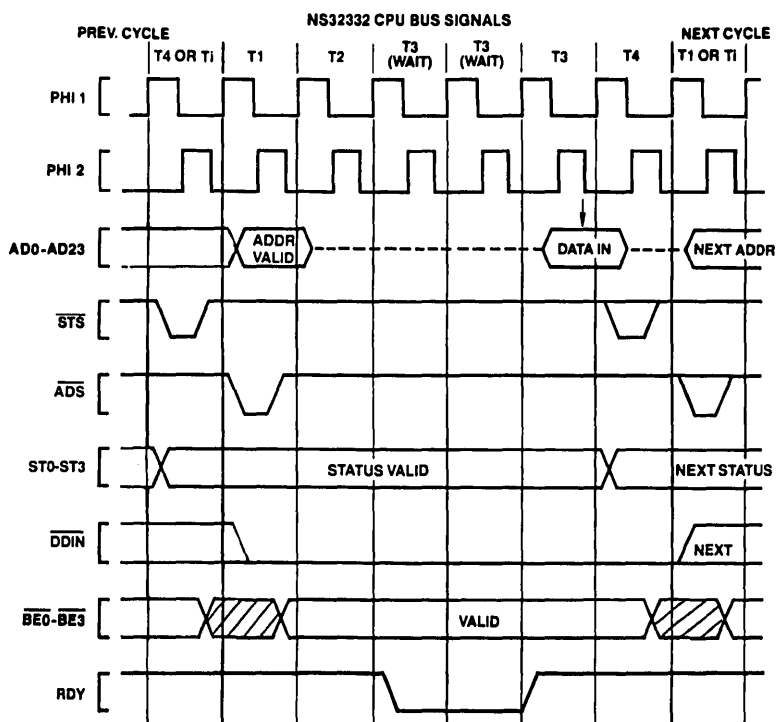 NS32332 CPU BUS SIGNALS
PREV. CYCLE
NEXT CYCLE
T4 OR Ti
T1
T2
T3
(WAIT)
T3
(WAIT)
T3
T4
T1 OR Ti
PHI 1
PHI 2
AD0-AD23
ADDR
VALID
DATA IN
NEXT ADDR
STS
ADS
ST0-ST3
STATUS VALID
NEXT STATUS
DDIN
NEXT
BE0-BE3
VALID
RDY